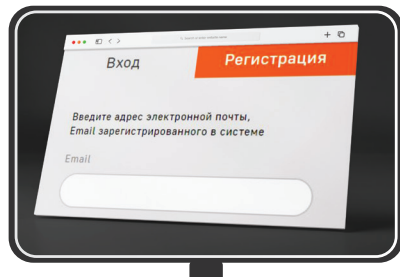 Вход
Регистрация
Введите адрес электронной почты,
Email зарегистрированного в системе
Email